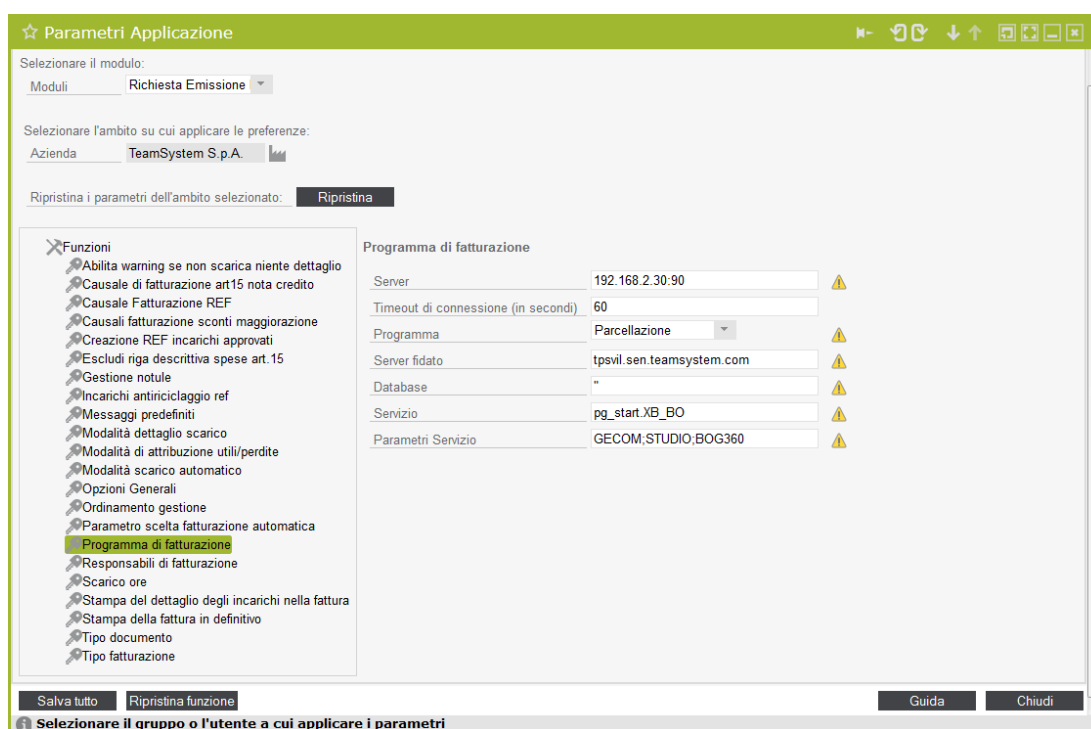 Parametri Applicazione
Selezionare il modulo:
Moduli Richiesta Emissione
Selezionare l'ambito su cui applicare le preferenze:
Azienda TeamSystem S.p.A.
Ripristina i parametri dell'ambito selezionato: Ripristina
Funzioni
Abilita warning se non scarica niente dettaglio
Causale di fatturazione art15 nota credito
Causale Fatturazione REF
Causali fatturazione sconti maggiorazione
Creazione REF incarichi approvati
Escludi riga descrittiva spese art.15
Gestione notule
Incarichi antiriciclaggio ref
Messaggi predefiniti
Modalità dettaglio scarico
Modalità di attribuzione utili/perdite
Modalità scarico automatico
Opzioni Generali
Ordinamento gestione
Parametro scelta fatturazione automatica
Programma di fatturazione
Responsabili di fatturazione
Scarico ore
Stampa del dettaglio degli incarichi nella fattura
Stampa della fattura in definitivo
Tipo documento
Tipo fatturazione
Programma di fatturazione
Server 192.168.2.30:90
Timeout di connessione (in secondi) 60
Programma Parcellazione
Server fidato tpsvil.sen.teamsystem.com
Database "
Servizio pg_start.XB_BO
Parametri Servizio GECOM;STUDIO;BOG360
Salva tutto Ripristina funzione Guida Chiudi
Selezionare il gruppo o l'utente a cui applicare i parametri